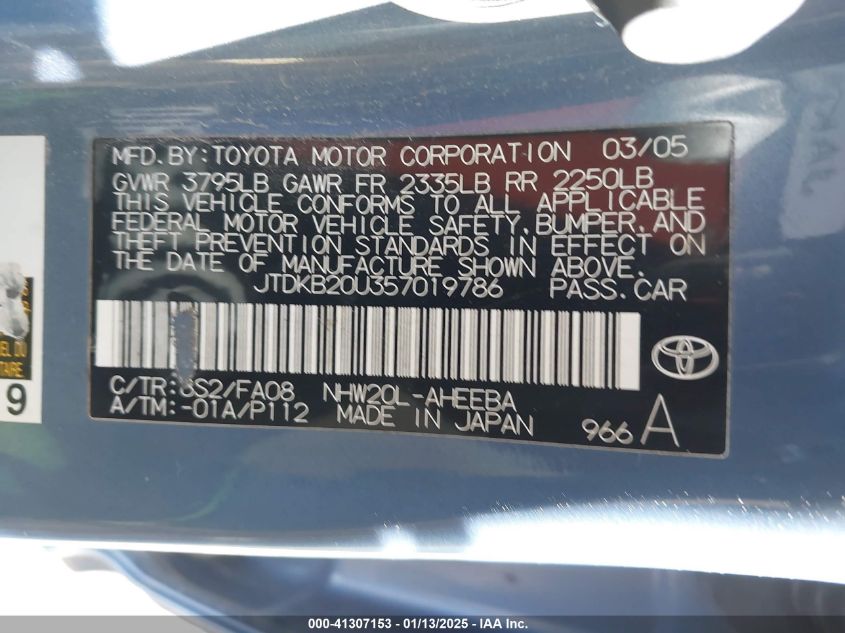 MFD. BY: TOYOTA MOTOR CORPORATION 03/05
GVWR 3795LB GAWR FR 2335LB RR 2250LB
THIS VEHICLE CONFORMS TO ALL APPLICABLE
FEDERAL MOTOR VEHICLE SAFETY, BUMPER, AND
THEFT PREVENTION STANDARDS IN EFFECT ON
THE DATE OF MANUFACTURE SHOWN ABOVE.
JTDKB20U357019786 PASS. CAR
C/TR: 8S2/FA08 NHW20L-AHEEBA
A/TM: -01A/P112 MADE IN JAPAN
966 A
EL DU
TARE
9
000-41307153 - 01/13/2025 - IAA Inc.